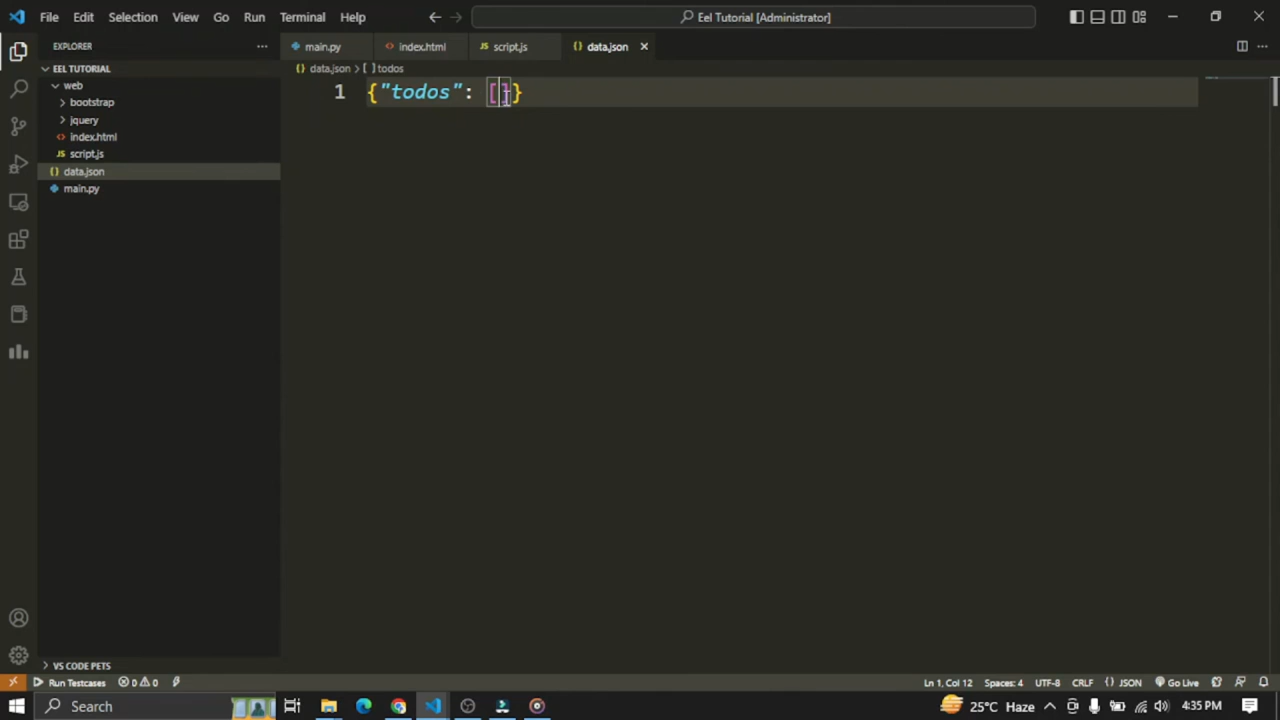 File Edit Selection View Go Run Terminal Help
Eel Tutorial [Administrator]
EXPLORER
main.py
index.html
script.js
data.json
EEL TUTORIAL
data.json > [ ] todos
web
bootstrap
jquery
index.html
script.js
data.json
main.py
1 {"todos": []}
VS CODE PETS
Run Testcases 0 0
Ln 1, Col 12 Spaces: 4 UTF-8 CRLF {} JSON Go Live
Search
25°C Haze
4:35 PM